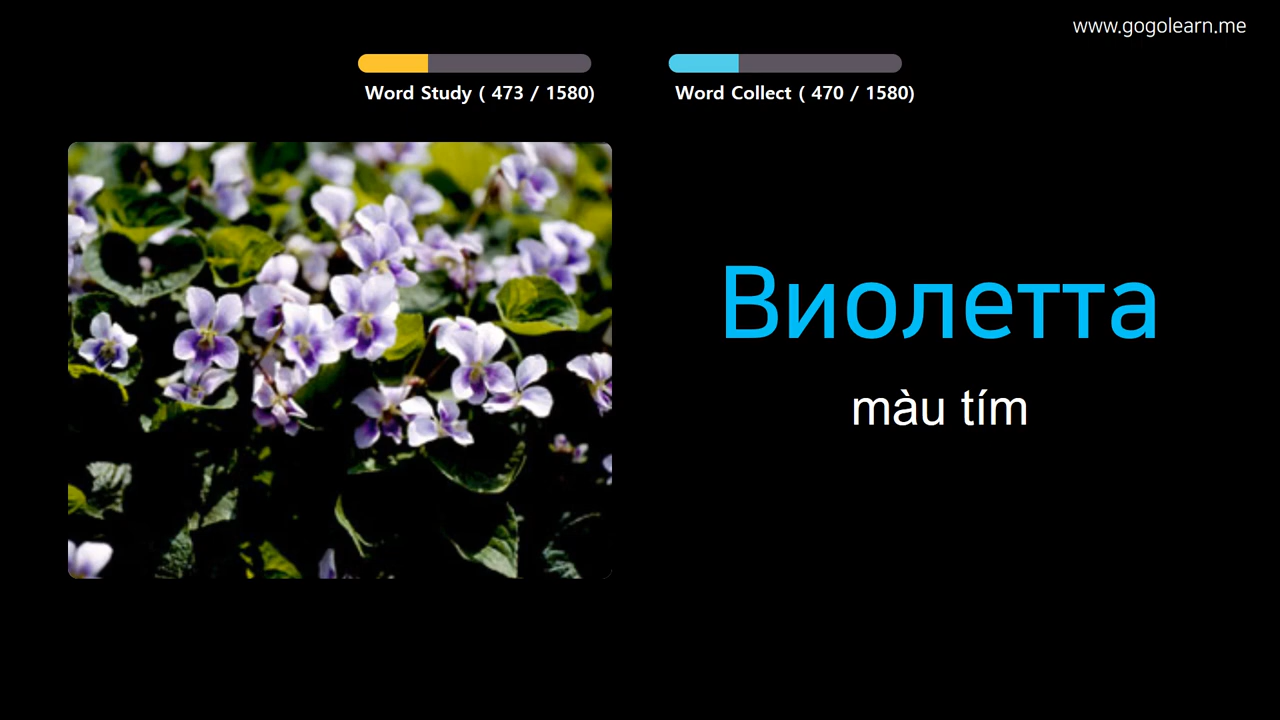 www.gogolearn.me
Word Study ( 473 / 1580)
Word Collect ( 470 / 1580)
Виолетта
màu tím